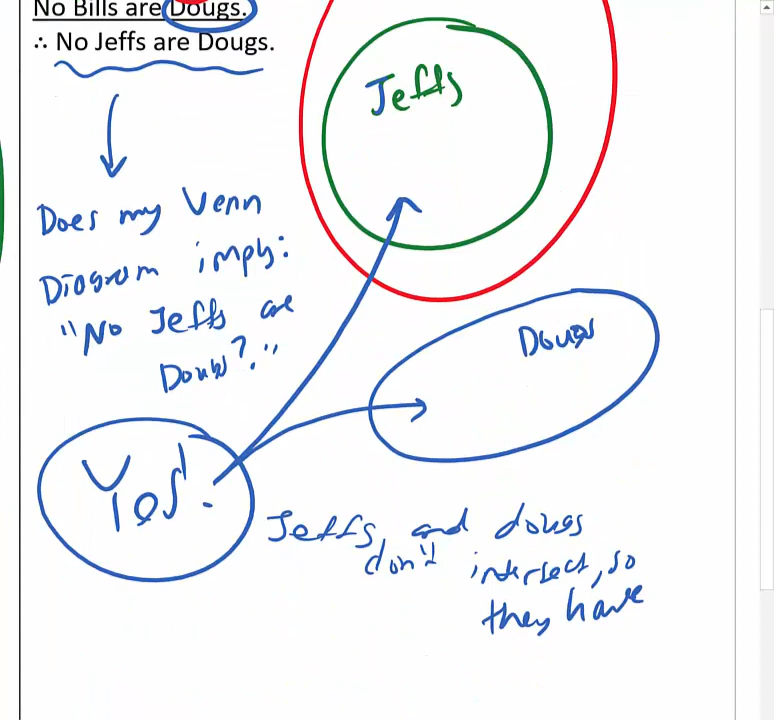 No Bills are Dougs.
∴ No Jeffs are Dougs.
Jeffs
Does my Venn
Diagram imply:
"No Jeffs are
Dougs?."
Dougs
Yes!
Jeffs and dougs
don't intersect, so
they have